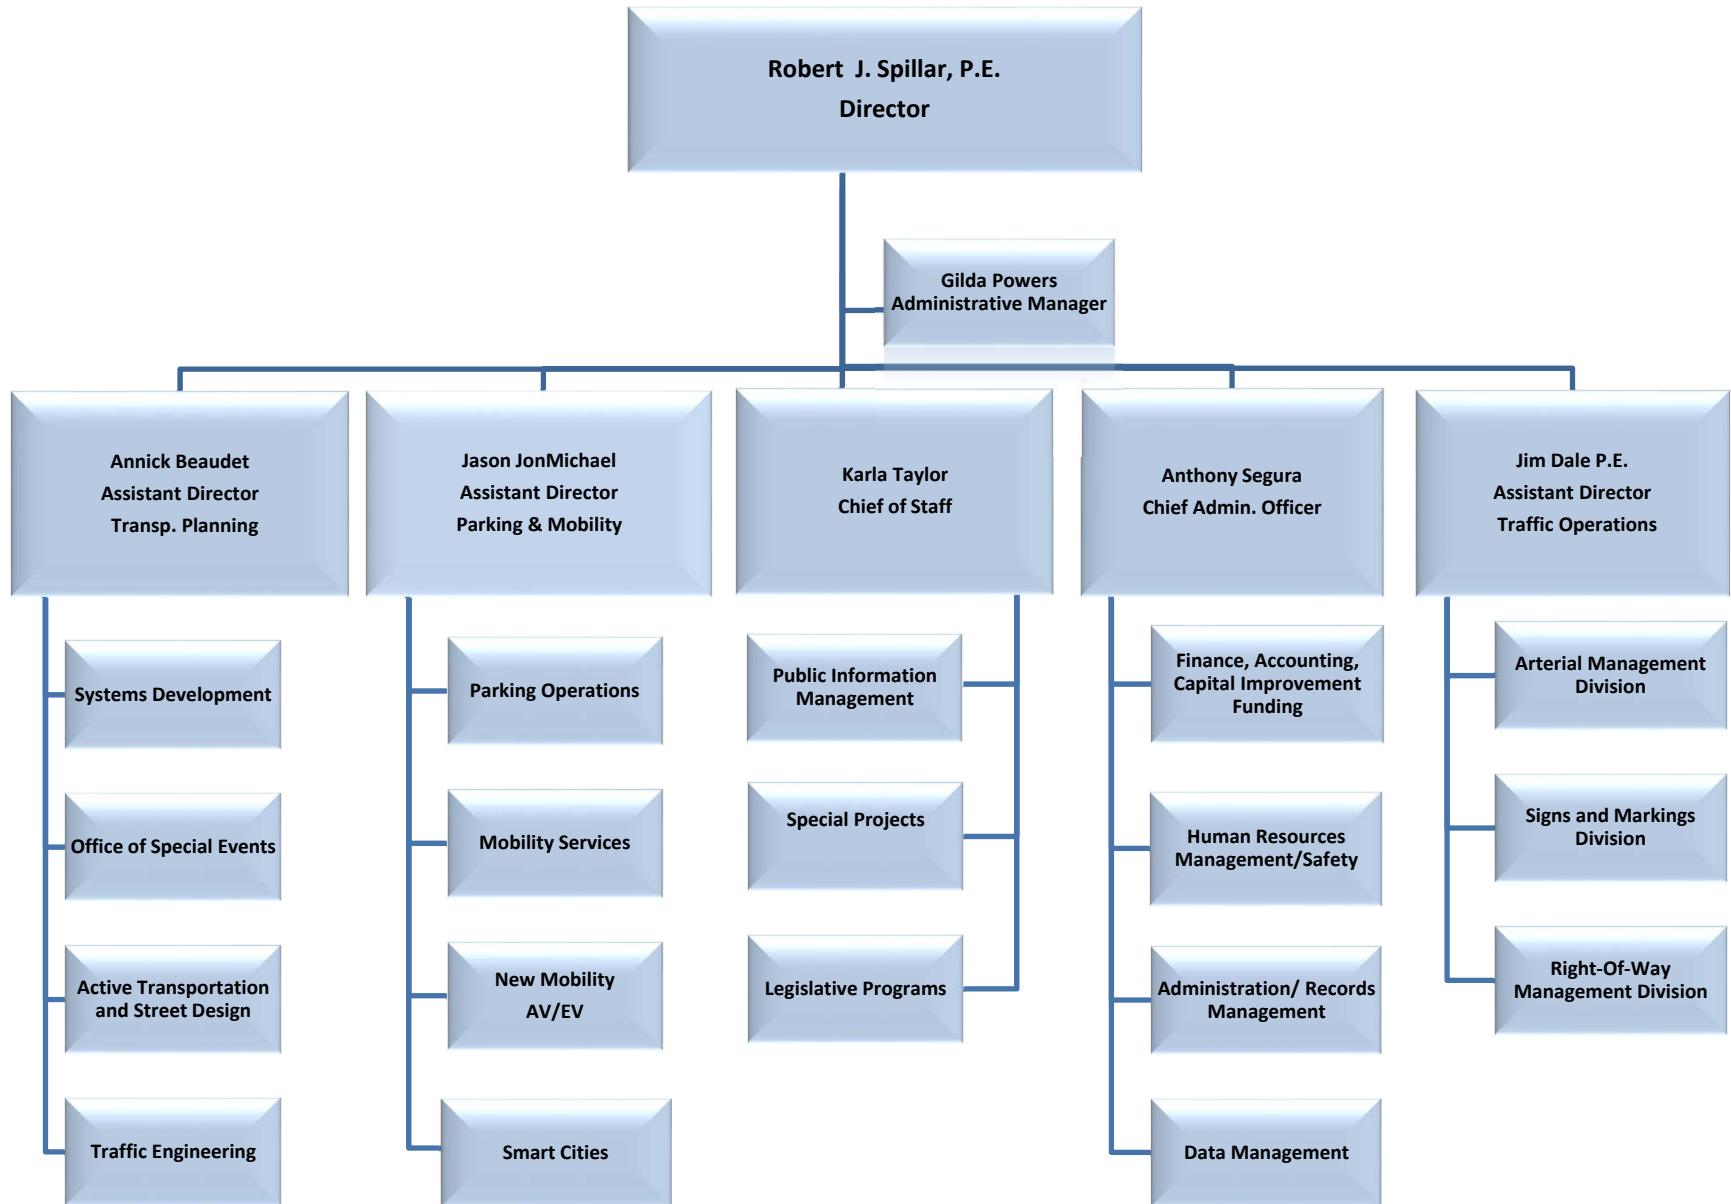 Robert  J. Spillar, P.E.
Director
Gilda Powers
Administrative Manager
Annick Beaudet
Assistant Director
Transp. Planning
Systems Development
Office of Special Events
Active Transportation
and Street Design
Traffic Engineering
Jason JonMichael
Assistant Director
Parking & Mobility
Parking Operations
Mobility Services
New Mobility
AV/EV
Smart Cities
Karla Taylor
Chief of Staff
Public Information
Management
Special Projects
Legislative Programs
Anthony Segura
Chief Admin. Officer
Finance, Accounting,
Capital Improvement
Funding
Human Resources
Management/Safety
Administration/ Records
Management
Data Management
Jim Dale P.E.
Assistant Director
Traffic Operations
Arterial Management
Division
Signs and Markings
Division
Right-Of-Way
Management Division